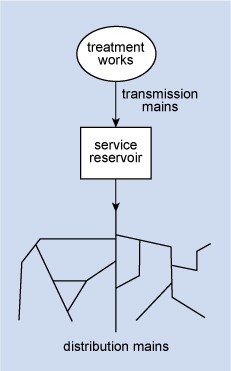 treatment
works
transmission
mains
service
reservoir
distribution mains